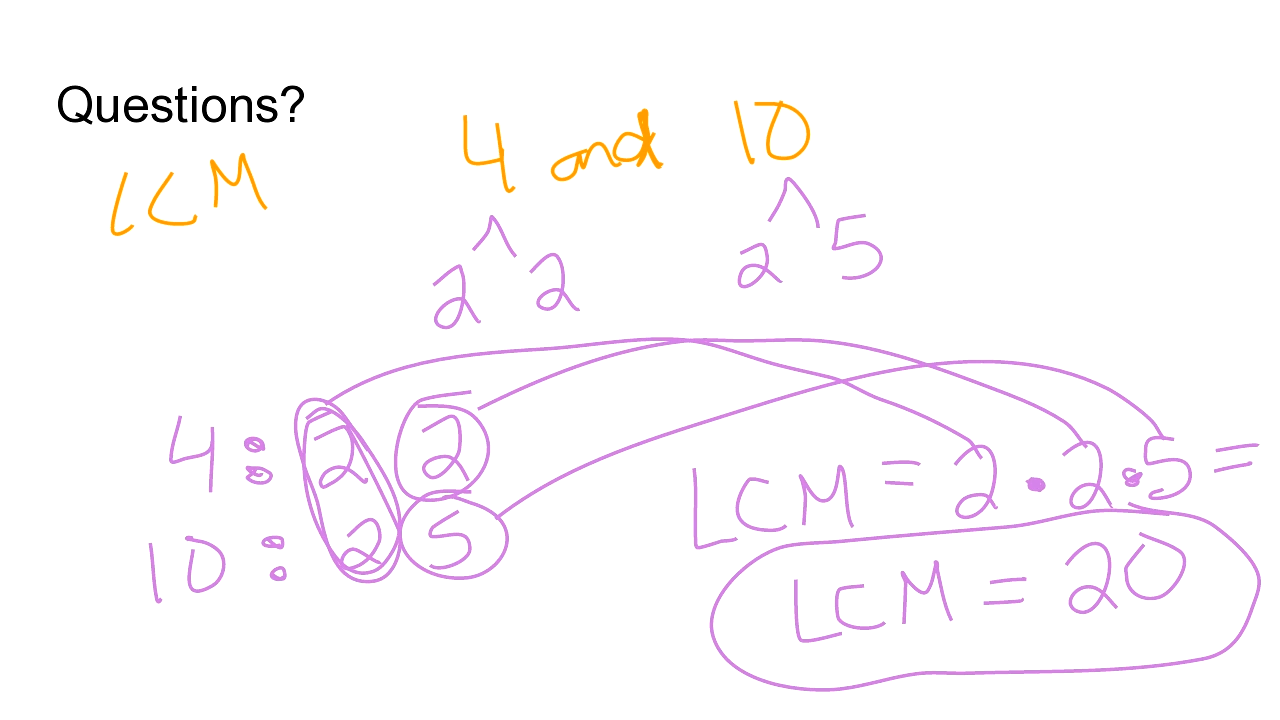 Questions?
LCM 4 and 10
2 2 2 5
4: 2 2
10: 2 5
LCM = 2 · 2 · 5 =
LCM = 20